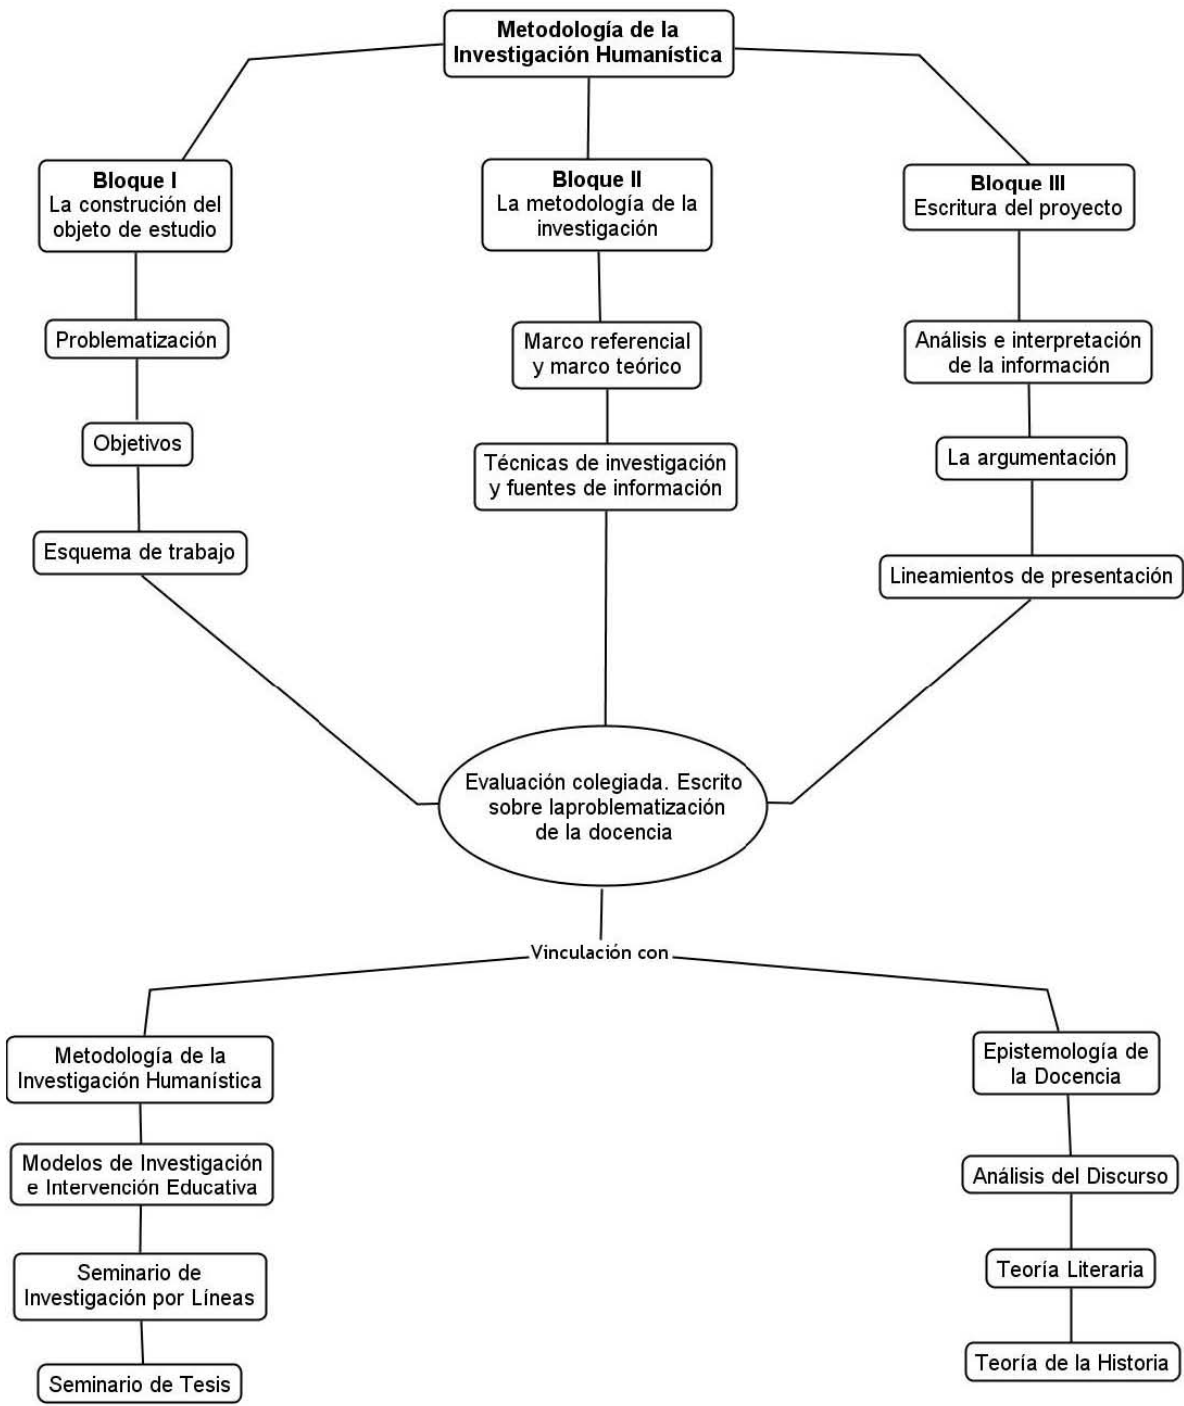 Metodología de la
Investigación Humanística
Bloque I
La construción del
objeto de estudio
Bloque II
La metodología de la
investigación
Bloque III
Escritura del proyecto
Problematización
Objetivos
Esquema de trabajo
Marco referencial
y marco teórico
Técnicas de investigación
y fuentes de información
Análisis e interpretación
de la información
La argumentación
Lineamientos de presentación
Evaluación colegiada. Escrito
sobre laproblematización
de la docencia
Vinculación con
Metodología de la
Investigación Humanística
Modelos de Investigación
e Intervención Educativa
Seminario de
Investigación por Líneas
Seminario de Tesis
Epistemología de
la Docencia
Análisis del Discurso
Teoría Literaria
Teoría de la Historia